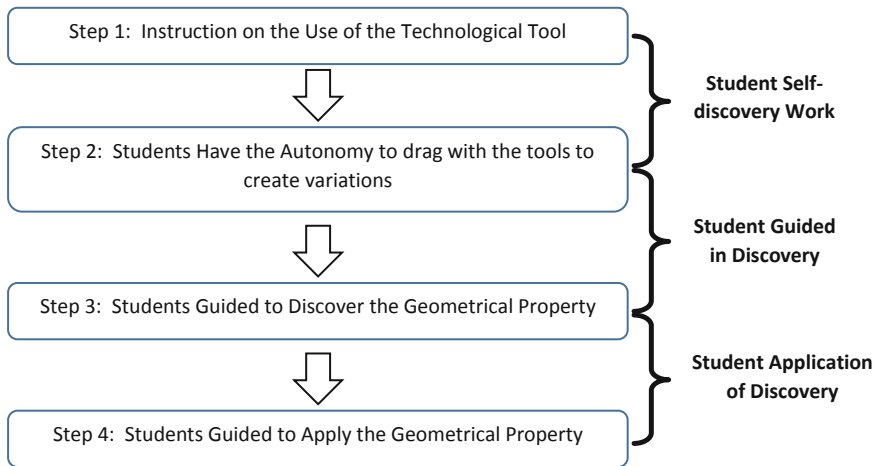 Step 1: Instruction on the Use of the Technological Tool
Student Self-
discovery Work
Step 2: Students Have the Autonomy to drag with the tools to
create variations
Student Guided
in Discovery
Step 3: Students Guided to Discover the Geometrical Property
Student Application
of Discovery
Step 4: Students Guided to Apply the Geometrical Property